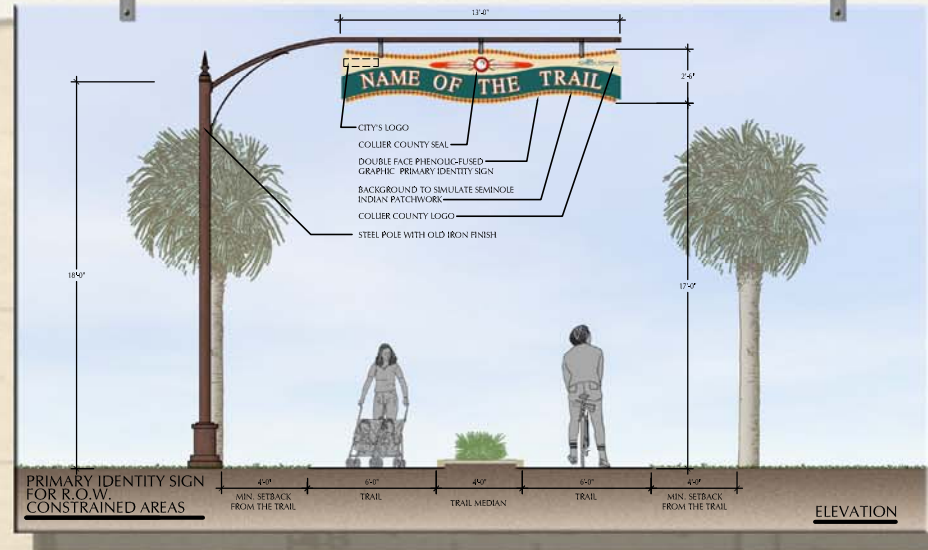 13'-0"
2'-6"
NAME OF THE TRAIL
CITY'S LOGO
COLLIER COUNTY SEAL
DOUBLE FACE PHENOLIC-FUSED
GRAPHIC PRIMARY IDENTITY SIGN
BACKGROUND TO SIMULATE SEMINOLE
INDIAN PATCHWORK
COLLIER COUNTY LOGO
STEEL POLE WITH OLD IRON FINISH
18'-0"
17'-0"
PRIMARY IDENTITY SIGN
FOR R.O.W.
CONSTRAINED AREAS
4'-0" 6'-0" 4'-0" 6'-0" 4'-0"
MIN. SETBACK
FROM THE TRAIL
TRAIL
TRAIL MEDIAN
TRAIL
MIN. SETBACK
FROM THE TRAIL
ELEVATION